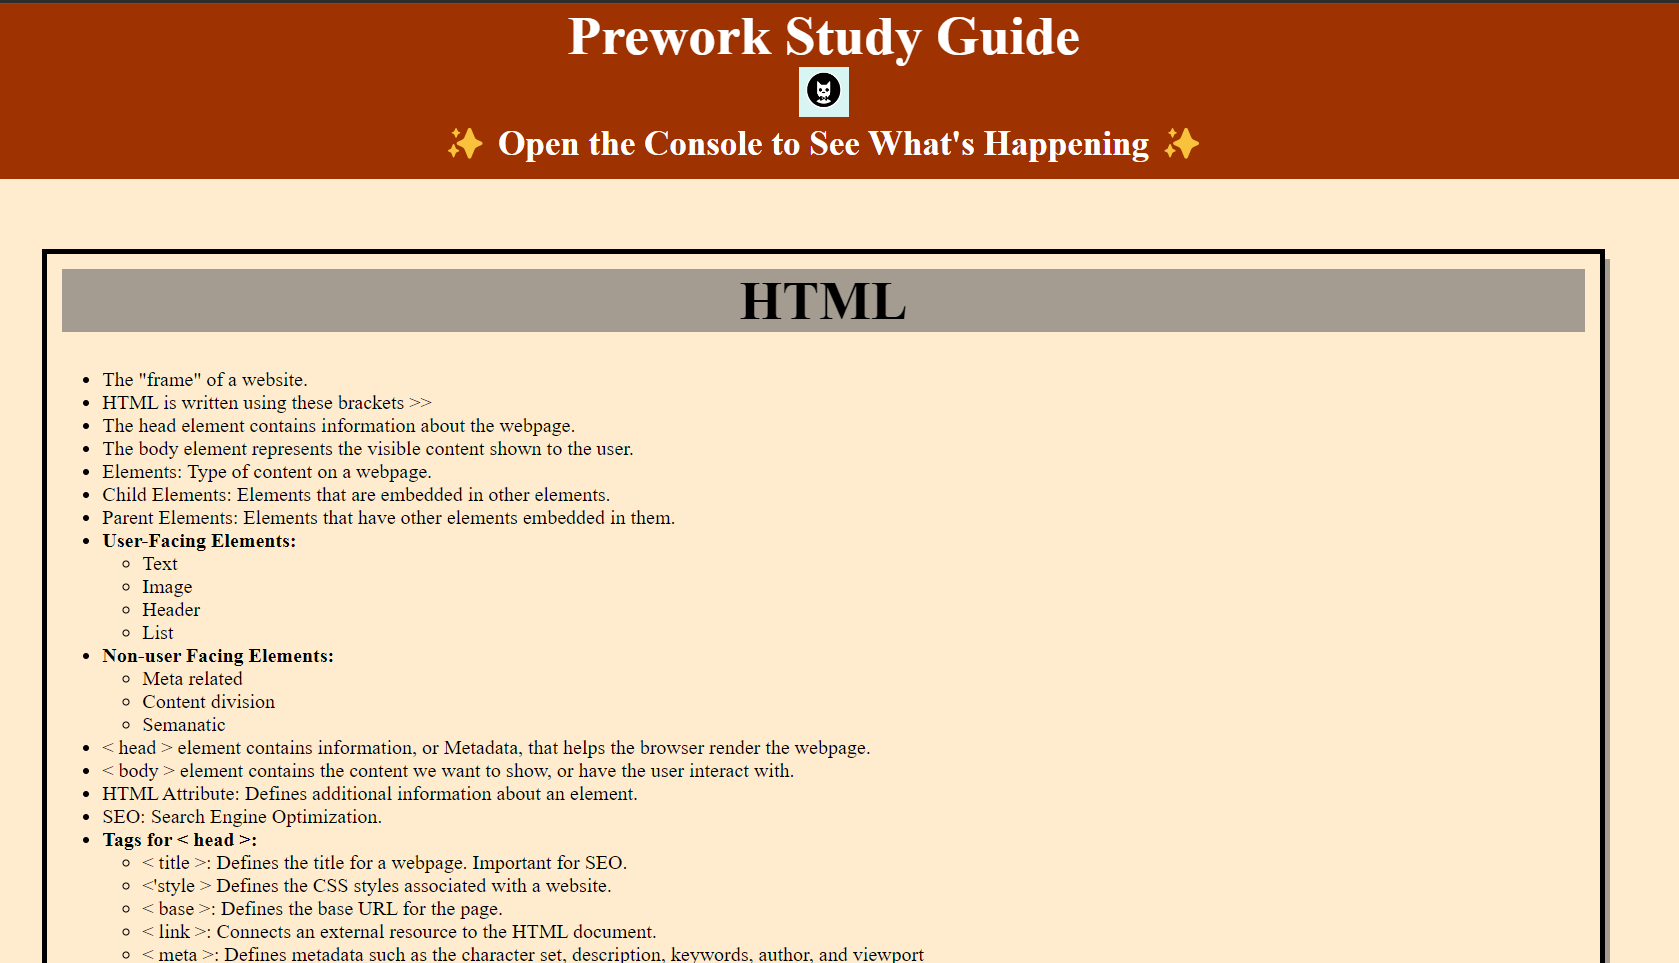 Prework Study Guide
✨ Open the Console to See What's Happening ✨
HTML
• The "frame" of a website.
• HTML is written using these brackets >>
• The head element contains information about the webpage.
• The body element represents the visible content shown to the user.
• Elements: Type of content on a webpage.
• Child Elements: Elements that are embedded in other elements.
• Parent Elements: Elements that have other elements embedded in them.
• User-Facing Elements:
◦ Text
◦ Image
◦ Header
◦ List
• Non-user Facing Elements:
◦ Meta related
◦ Content division
◦ Semanatic
• < head > element contains information, or Metadata, that helps the browser render the webpage.
• < body > element contains the content we want to show, or have the user interact with.
• HTML Attribute: Defines additional information about an element.
• SEO: Search Engine Optimization.
• Tags for < head >:
◦ < title >: Defines the title for a webpage. Important for SEO.
◦ <'style > Defines the CSS styles associated with a website.
◦ < base >: Defines the base URL for the page.
◦ < link >: Connects an external resource to the HTML document.
◦ < meta >: Defines metadata such as the character set, description, keywords, author, and viewport